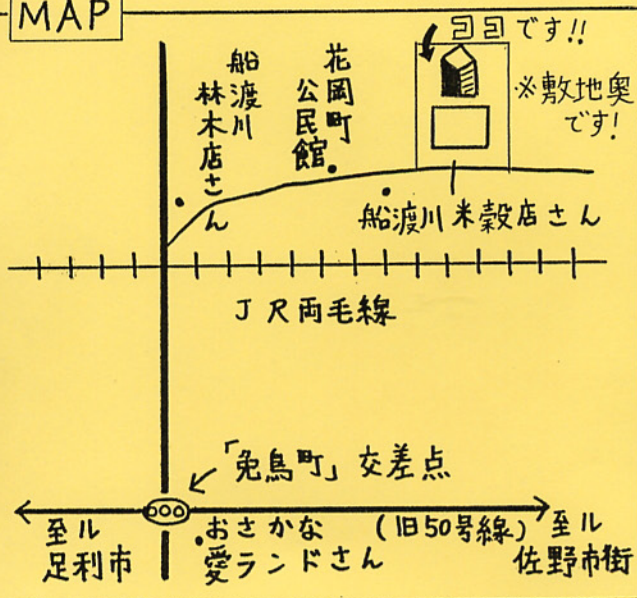 MAP
ココです!!
※敷地奥
です!
花岡町
公民館
船渡川
林木店さん
船渡川米穀店さん
JR両毛線
「免鳥町」交差点
至ル
足利市
おさかな
愛ランドさん
(旧50号線)
至ル
佐野市街